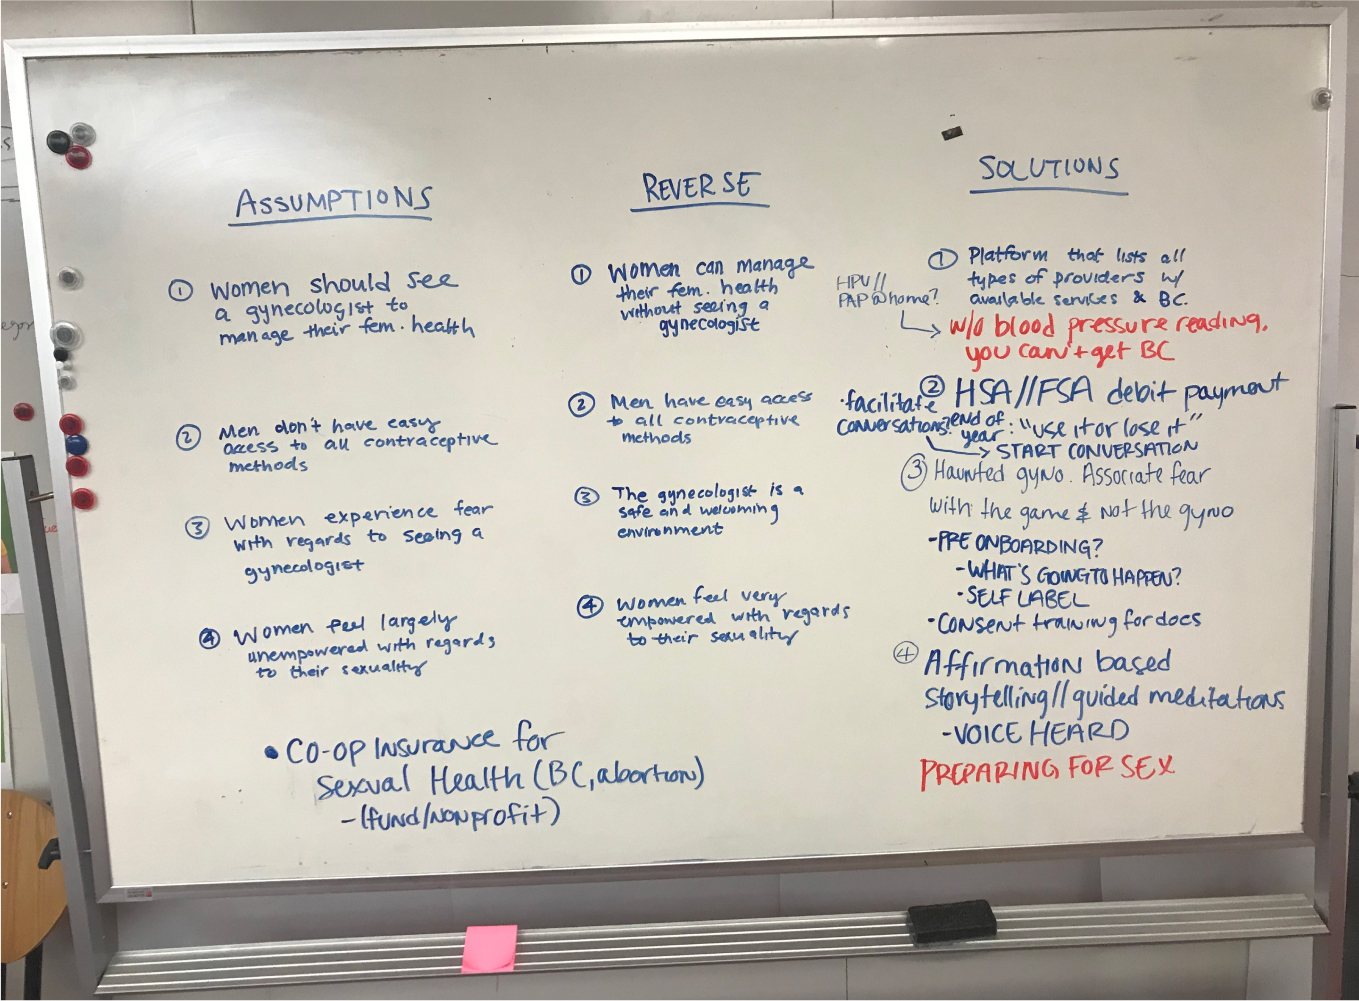 ASSUMPTIONS
① Women should see
a gynecologist to
manage their fem. health
② Men don't have easy
access to all contraceptive
methods
③ Women experience fear
with regards to seeing a
gynecologist
④ Women feel largely
unempowered with regards
to their sexuality
• CO-OP INSURANCE for
Sexual Health (BC, abortion)
- (fund/nonprofit)
REVERSE
① Women can manage
their fem. health
without seeing a
gynecologist
② Men have easy access
to all contraceptive
methods
③ The gynecologist is a
safe and welcoming
environment
④ Women feel very
empowered with regards
to their sexuality
SOLUTIONS
① Platform that lists all
types of providers w/
available services & BC.
HPV//
PAP@home?
w/o blood pressure reading,
you can't get BC
② HSA//FSA debit payment
• facilitate
conversations?
end of
year: "use it or lose it"
START CONVERSATION
③ Haunted gyno. Associate fear
with the game & not the gyno
- PRE ONBOARDING?
- WHAT'S GOING TO HAPPEN?
• SELF LABEL
• CONSENT training for docs
④ Affirmation based
storytelling//guided meditations
- VOICE HEARD
PREPARING FOR SEX